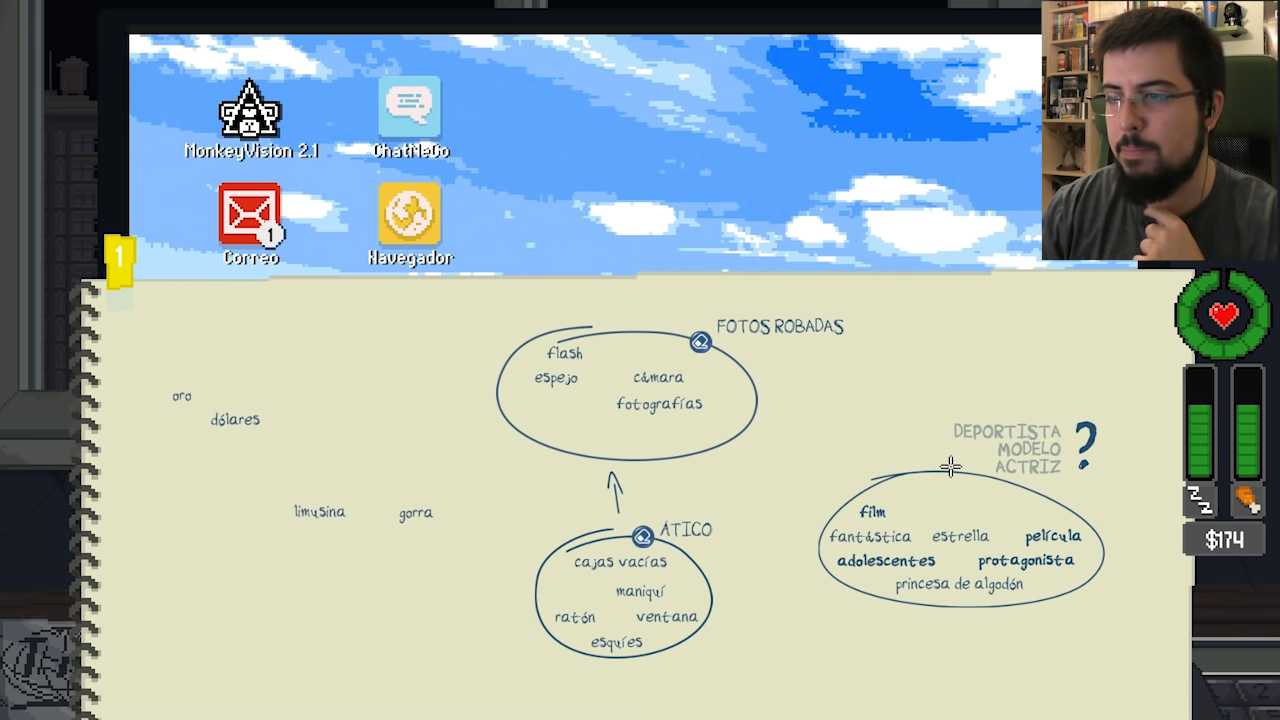 MonkeyVision 2.1
ChatMeGo
1
Correo
Navegador
1
FOTOS ROBADAS
flash
espejo
cámara
fotografías
oro
dólares
DEPORTISTA
MODELO
ACTRIZ
?
limusina
gorra
ÁTICO
cajas vacías
maniquí
ratón
ventana
esquíes
film
fantástica
estrella
película
adolescentes
protagonista
princesa de algodón
$174